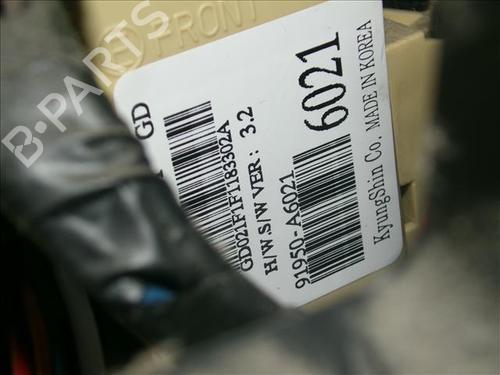 B-PARTS
FRONT
GD
GD021F1F1183302A
H/W.S/W VER : 3.2
91950-A6021
6021
KyungShin Co. MADE IN KOREA